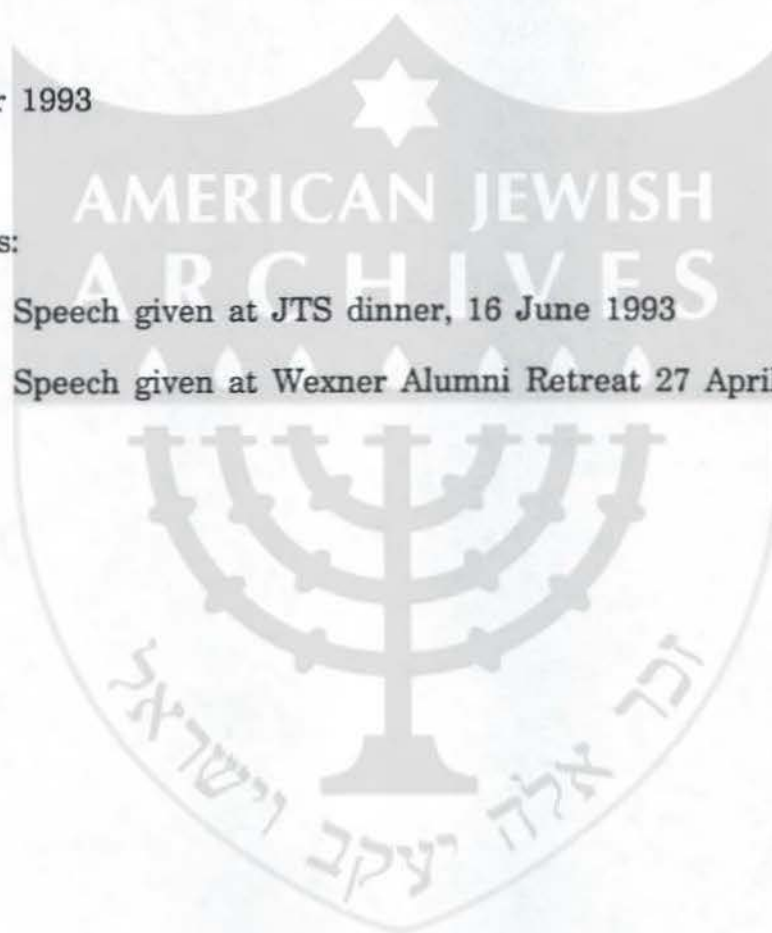 r 1993
AMERICAN JEWISH
s:
ARCHIVES
Speech given at JTS dinner, 16 June 1993
Speech given at Wexner Alumni Retreat 27 April
זכר אלה יעקב וישראל